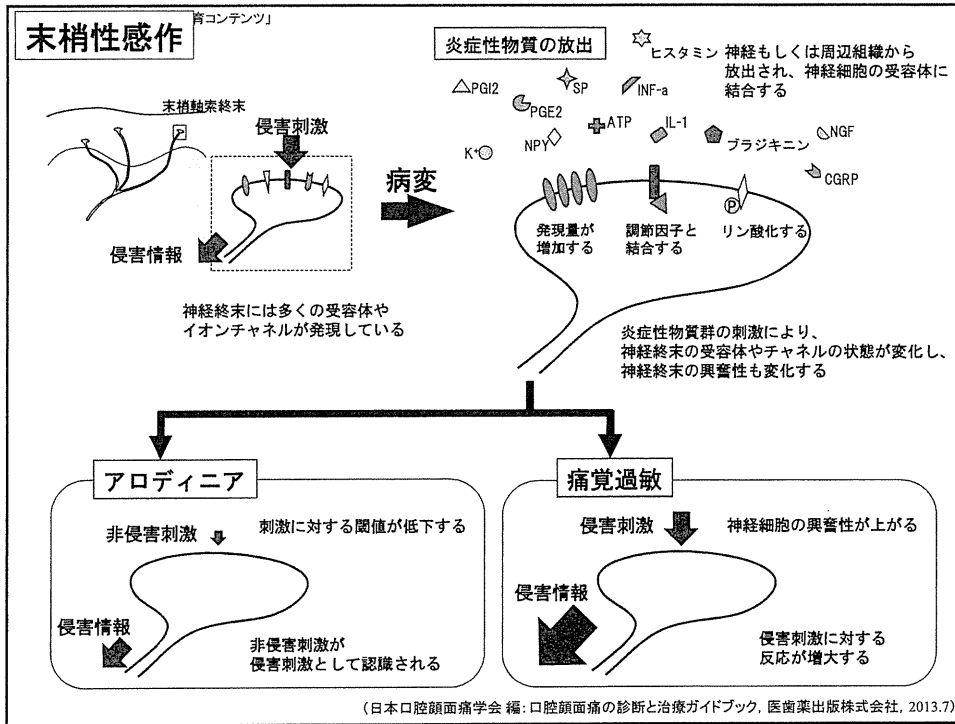 育コンテンツ」
末梢性感作
炎症性物質の放出
ヒスタミン
神経もしくは周辺組織から
放出され、神経細胞の受容体に
結合する
PGI2
SP
INF-a
PGE2
ATP
IL-1
NPY
ブラジキニン
NGF
K+
CGRP
末梢軸索終末
侵害刺激
病変
侵害情報
発現量が
増加する
調節因子と
結合する
P
リン酸化する
神経終末には多くの受容体や
イオンチャネルが発現している
炎症性物質群の刺激により、
神経終末の受容体やチャネルの状態が変化し、
神経終末の興奮性も変化する
アロディニア
非侵害刺激
刺激に対する閾値が低下する
侵害情報
非侵害刺激が
侵害刺激として認識される
痛覚過敏
侵害刺激
神経細胞の興奮性が上がる
侵害情報
侵害刺激に対する
反応が増大する
(日本口腔顔面痛学会 編:口腔顔面痛の診断と治療ガイドブック, 医歯薬出版株式会社, 2013.7)